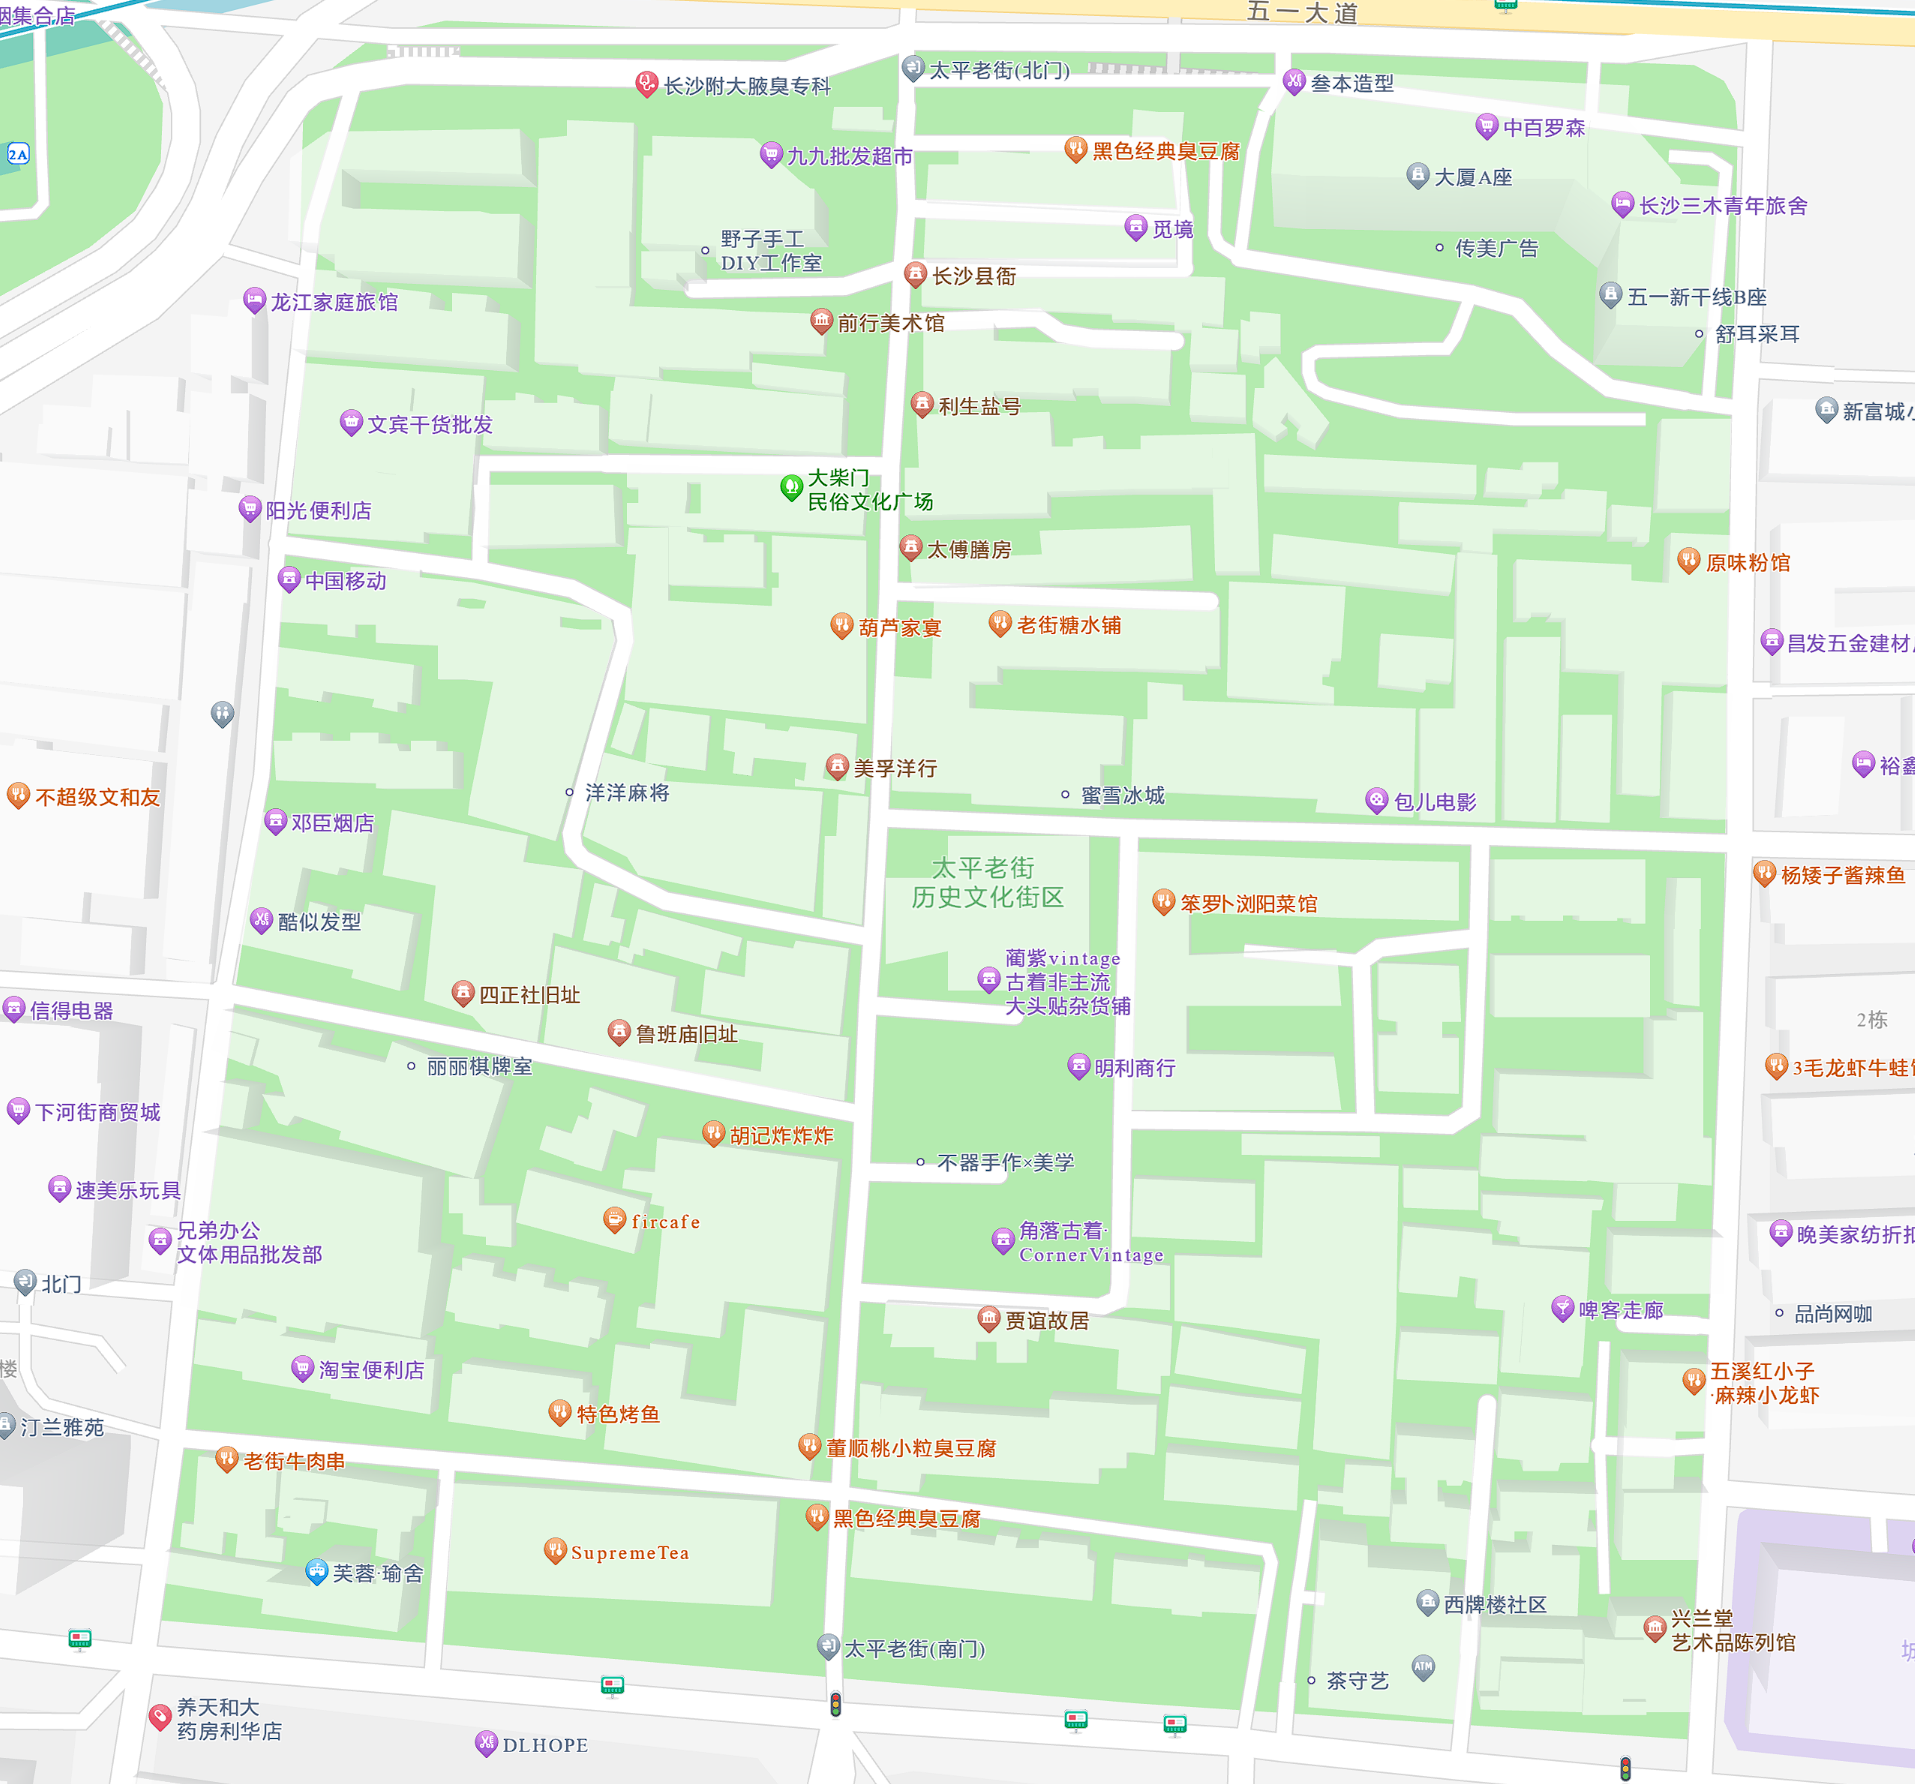 烟集合店
五一大道
太平老街(北门)
长沙附大腋臭专科
叁本造型
中百罗森
2A
九九批发超市
黑色经典臭豆腐
大厦A座
长沙三木青年旅舍
觅境
野子手工
DIY工作室
传美广告
长沙县衙
龙江家庭旅馆
五一新干线B座
前行美术馆
舒耳采耳
利生盐号
新富城小
文宾干货批发
大柴门
民俗文化广场
阳光便利店
太傅膳房
原味粉馆
中国移动
葫芦家宴
老街糖水铺
昌发五金建材
美孚洋行
裕鑫
不超级文和友
洋洋麻将
蜜雪冰城
包儿电影
邓臣烟店
太平老街
历史文化街区
杨矮子酱辣鱼
笨罗卜浏阳菜馆
酷似发型
蔺紫vintage
古着非主流
大头贴杂货铺
四正社旧址
信得电器
2栋
鲁班庙旧址
丽丽棋牌室
明利商行
3毛龙虾牛蛙
下河街商贸城
胡记炸炸炸
不器手作×美学
速美乐玩具
fircafe
兄弟办公
文体用品批发部
角落古着·
CornerVintage
晚美家纺折扣
北门
贾谊故居
啤客走廊
品尚网咖
楼
淘宝便利店
五溪红小子
·麻辣小龙虾
特色烤鱼
汀兰雅苑
老街牛肉串
董顺桃小粒臭豆腐
黑色经典臭豆腐
SupremeTea
芙蓉·瑜舍
西牌楼社区
兴兰堂
艺术品陈列馆
太平老街(南门)
ATM
茶守艺
养天和大
药房利华店
DLHOPE